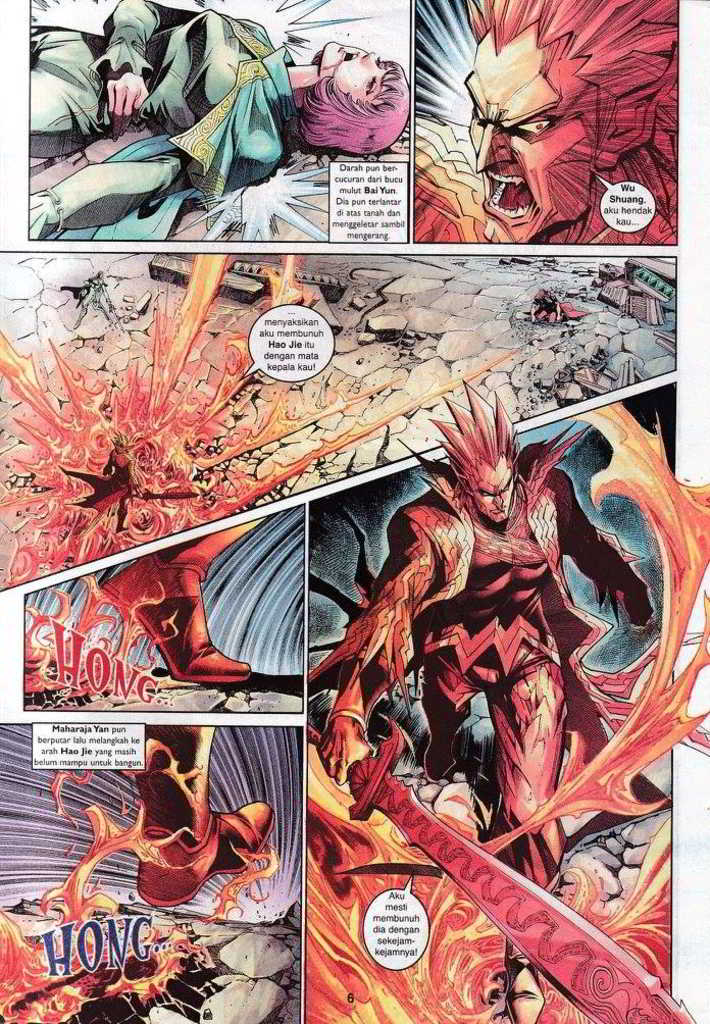 Darah pun ber-
cucuran dari bucu
mulut Bai Yun.
Dia pun terlantar
di atas tanah dan
menggeletar sambil
mengerang.
Wu
Shuang,
aku hendak
kau...
...
menyaksikan
aku membunuh
Hao Jie itu
dengan mata
kepala kau!
HONG...
Maharaja Yan pun
berputar lalu melangkah ke
arah Hao Jie yang masih
belum mampu untuk bangun.
HONG...
Aku
mesti
membunuh
dia dengan
sekejam-
kejamnya!
6